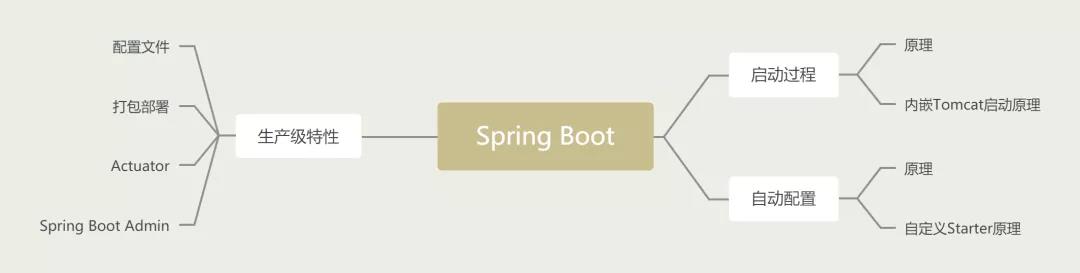 Spring Boot
启动过程
原理
内嵌Tomcat启动原理
自动配置
原理
自定义Starter原理
生产级特性
配置文件
打包部署
Actuator
Spring Boot Admin